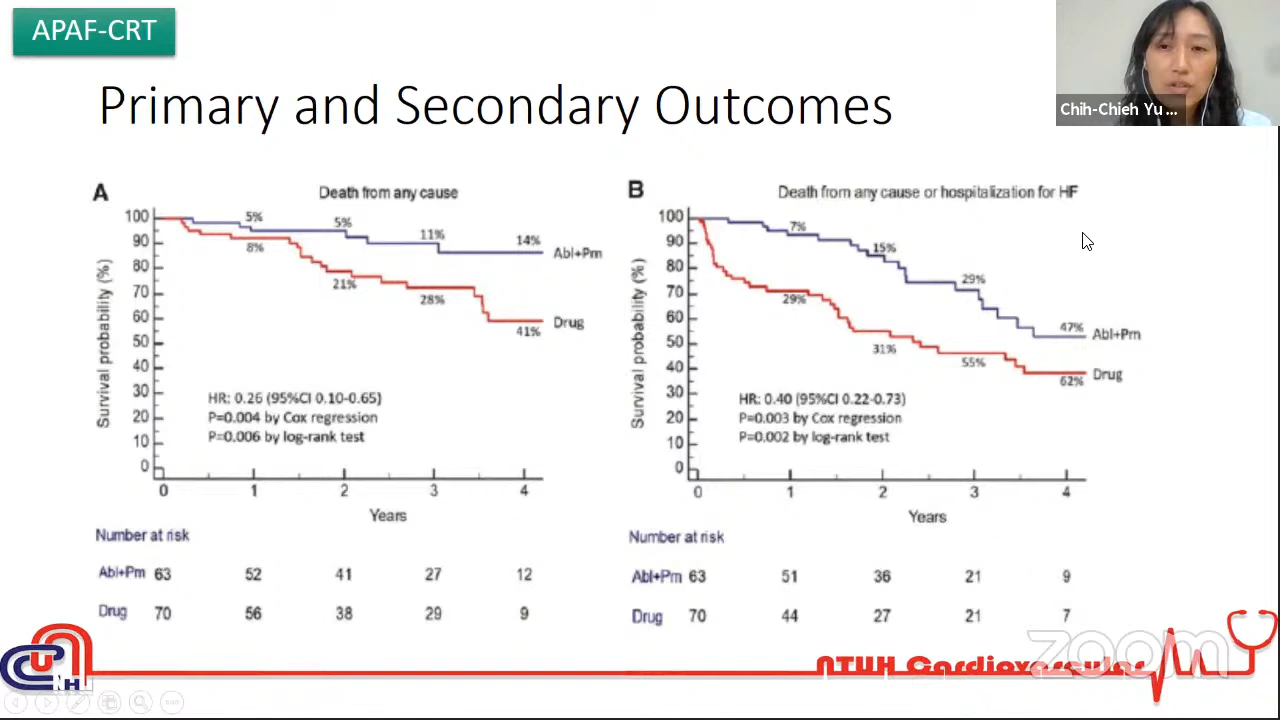 APAF-CRT
Chih-Chieh Yu ...
Primary and Secondary Outcomes
A
Death from any cause
Survival probability (%)
100
90
80
70
60
50
40
30
20
10
0
5%
5%
11%
14%
Abl+Pm
8%
21%
28%
41%
Drug
HR: 0.26 (95%CI 0.10-0.65)
P=0.004 by Cox regression
P=0.006 by log-rank test
0 1 2 3 4
Years
Number at risk
Abl+Pm 63 52 41 27 12
Drug 70 56 38 29 9
B
Death from any cause or hospitalization for HF
Survival probability (%)
100
90
80
70
60
50
40
30
20
10
0
7%
15%
29%
47%
Abl+Pm
29%
31%
55%
62%
Drug
HR: 0.40 (95%CI 0.22-0.73)
P=0.003 by Cox regression
P=0.002 by log-rank test
0 1 2 3 4
Years
Number at risk
Abl+Pm 63 51 36 21 9
Drug 70 44 27 21 7
zoom
NTUH Cardiovascular